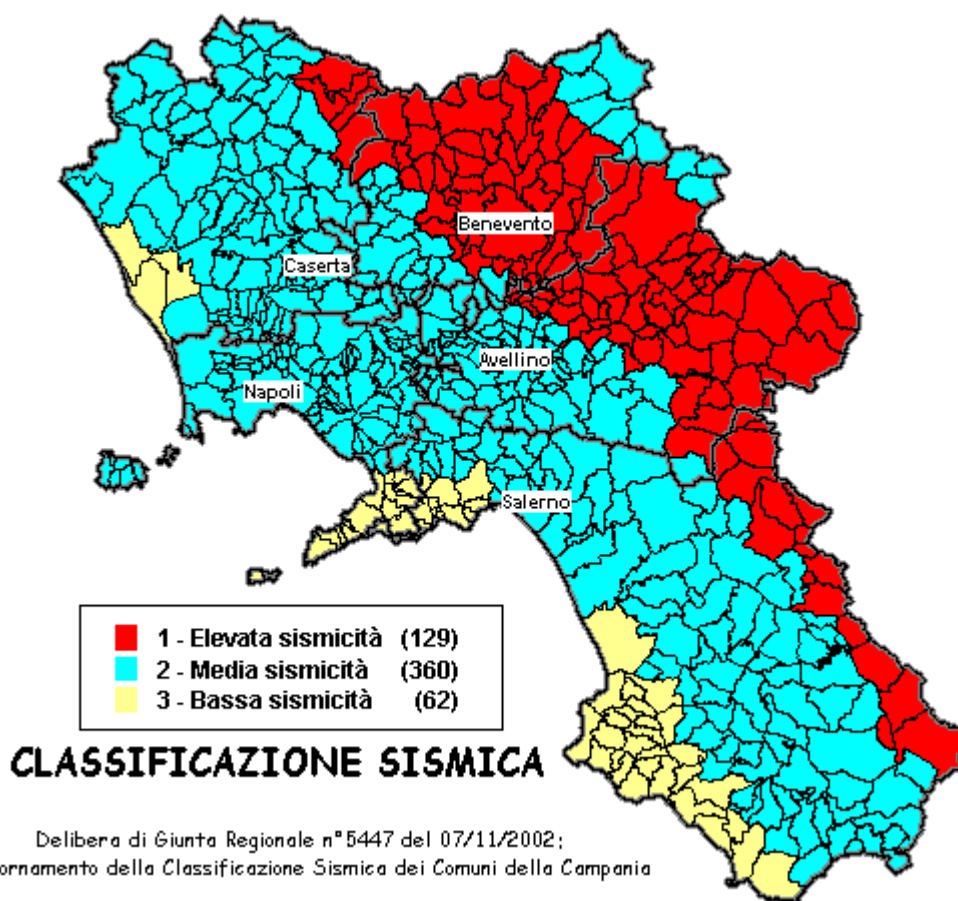 Benevento
Caserta
Avellino
Napoli
Salerno
1 - Elevata sismicità (129)
2 - Media sismicità (360)
3 - Bassa sismicità (62)
CLASSIFICAZIONE SISMICA
Delibera di Giunta Regionale n°5447 del 07/11/2002;
ornamento della Classificazione Sismica dei Comuni della Campania